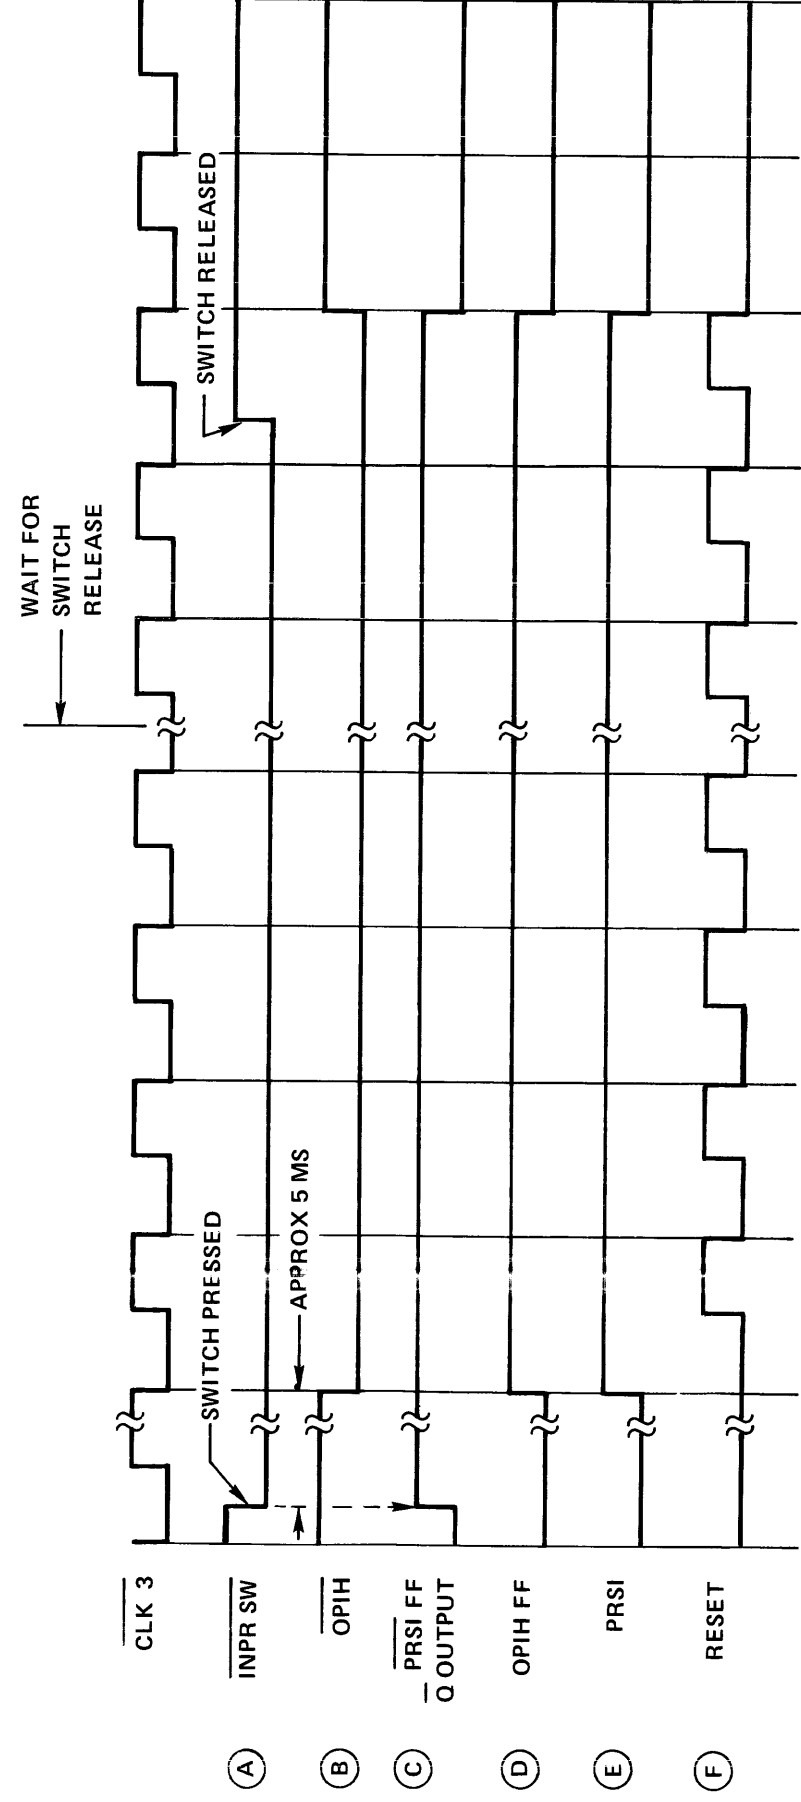 WAIT FOR
SWITCH
RELEASE
CLK 3
SWITCH PRESSED
SWITCH RELEASED
A INPR SW
APPROX 5 MS
B OPIH
C PRSI FF
Q OUTPUT
D OPIH FF
E PRSI
F RESET